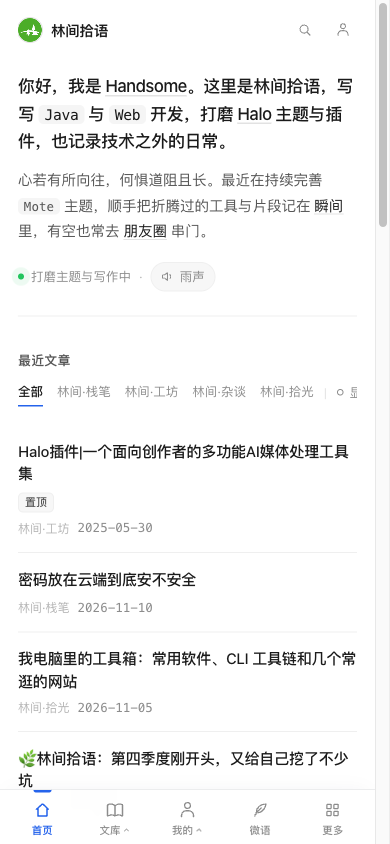 林间拾语
你好，我是 Handsome。这里是林间拾语，写
写 Java 与 Web 开发，打磨 Halo 主题与插
件，也记录技术之外的日常。
心若有所向往，何惧道阻且长。最近在持续完善
Mote 主题，顺手把折腾过的工具与片段记在 瞬间
里，有空也常去 朋友圈 串门。
打磨主题与写作中 · 雨声
最近文章
全部 林间·栈笔 林间·工坊 林间·杂谈 林间·拾光
Halo插件|一个面向创作者的多功能AI媒体处理工具
集
置顶
林间·工坊 2025-05-30
密码放在云端到底安不安全
林间·栈笔 2026-11-10
我电脑里的工具箱：常用软件、CLI 工具链和几个常
逛的网站
林间·拾光 2026-11-05
🌿林间拾语：第四季度刚开头，又给自己挖了不少
坑
首页 文库 我的 微语 更多